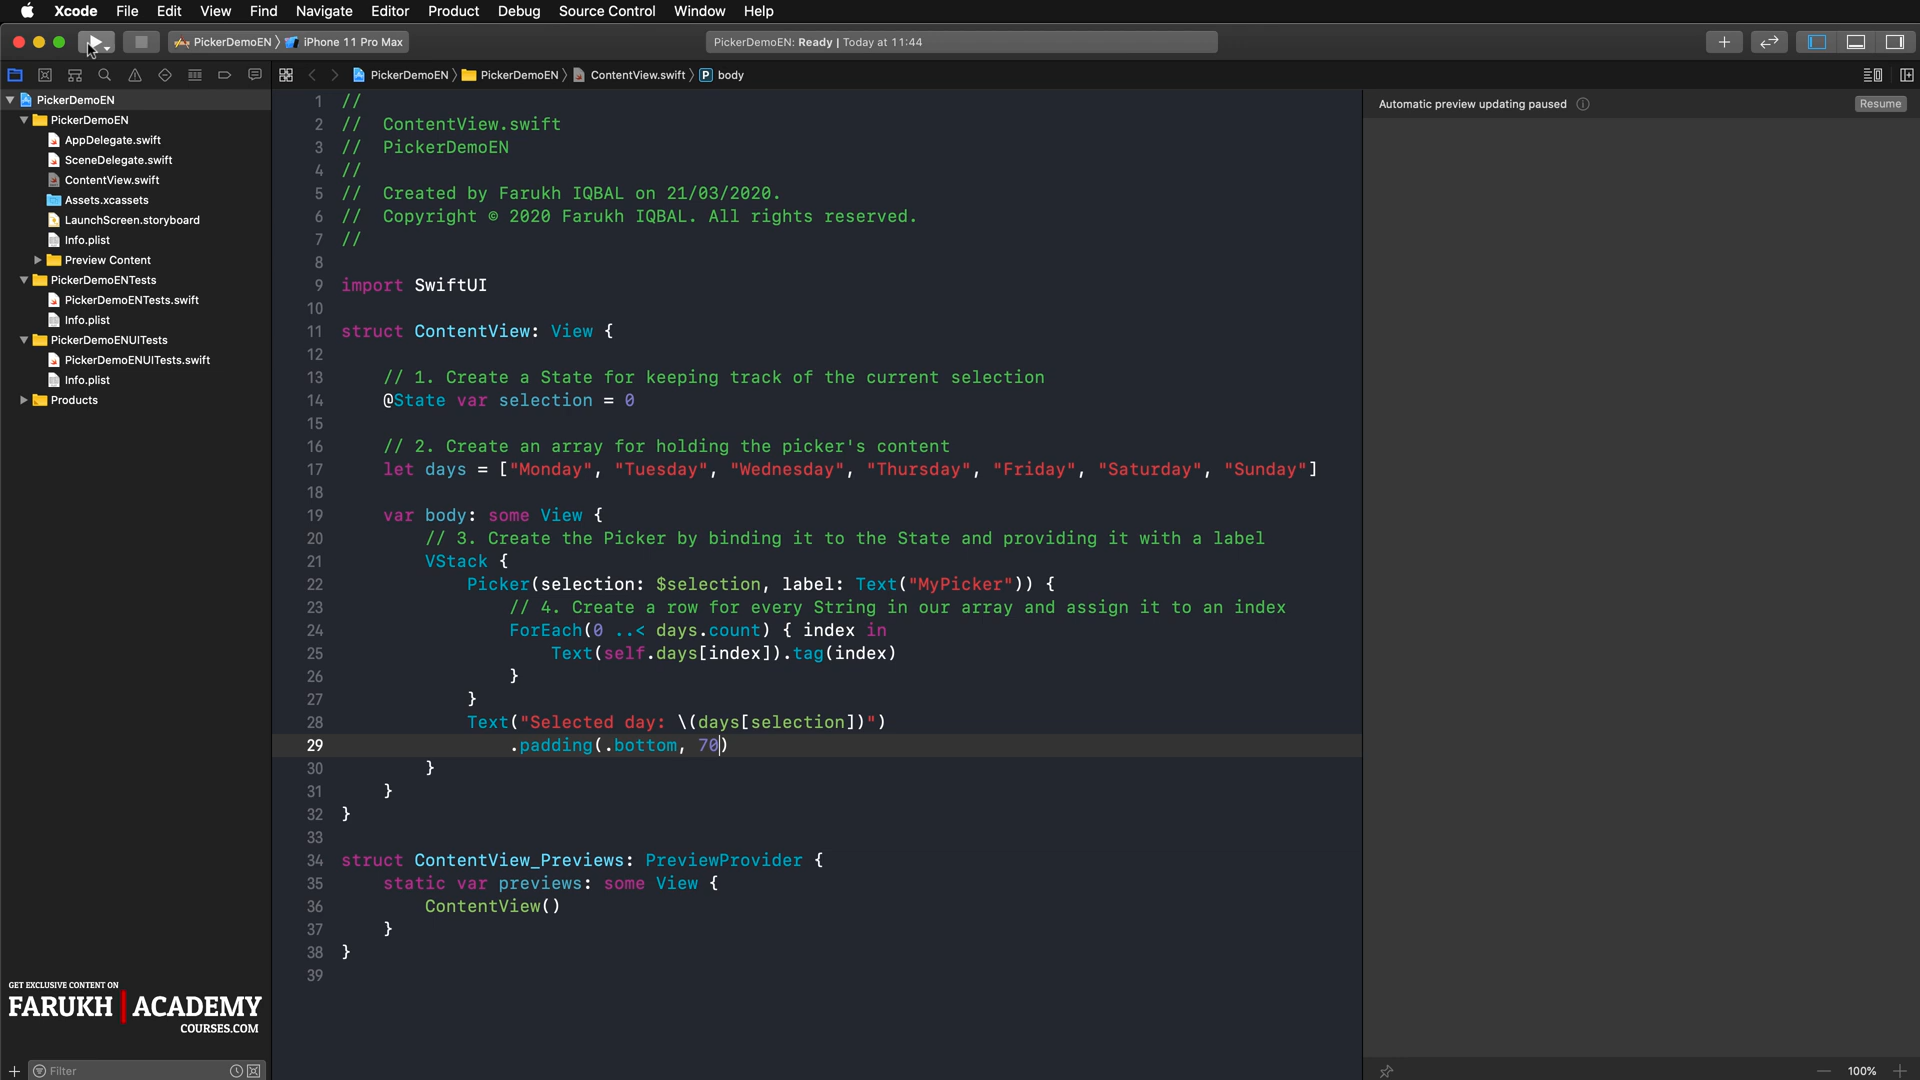 Xcode File Edit View Find Navigate Editor Product Debug Source Control Window Help
PickerDemoEN iPhone 11 Pro Max
PickerDemoEN: Ready | Today at 11:44
PickerDemoEN PickerDemoEN ContentView.swift P body
PickerDemoEN
PickerDemoEN
AppDelegate.swift
SceneDelegate.swift
ContentView.swift
Assets.xcassets
LaunchScreen.storyboard
Info.plist
Preview Content
PickerDemoENTests
PickerDemoENTests.swift
Info.plist
PickerDemoENUITests
PickerDemoENUITests.swift
Info.plist
Products
GET EXCLUSIVE CONTENT ON
FARUKH ACADEMY
COURSES.COM
Filter
1 //
2 // ContentView.swift
3 // PickerDemoEN
4 //
5 // Created by Farukh IQBAL on 21/03/2020.
6 // Copyright © 2020 Farukh IQBAL. All rights reserved.
7 //
8
9 import SwiftUI
10
11 struct ContentView: View {
12
13 // 1. Create a State for keeping track of the current selection
14 @State var selection = 0
15
16 // 2. Create an array for holding the picker's content
17 let days = ["Monday", "Tuesday", "Wednesday", "Thursday", "Friday", "Saturday", "Sunday"]
18
19 var body: some View {
20 // 3. Create the Picker by binding it to the State and providing it with a label
21 VStack {
22 Picker(selection: $selection, label: Text("MyPicker")) {
23 // 4. Create a row for every String in our array and assign it to an index
24 ForEach(0 ..< days.count) { index in
25 Text(self.days[index]).tag(index)
26 }
27 }
28 Text("Selected day: \(days[selection])")
29 .padding(.bottom, 70)
30 }
31 }
32 }
33
34 struct ContentView_Previews: PreviewProvider {
35 static var previews: some View {
36 ContentView()
37 }
38 }
39
Automatic preview updating paused
Resume
100%